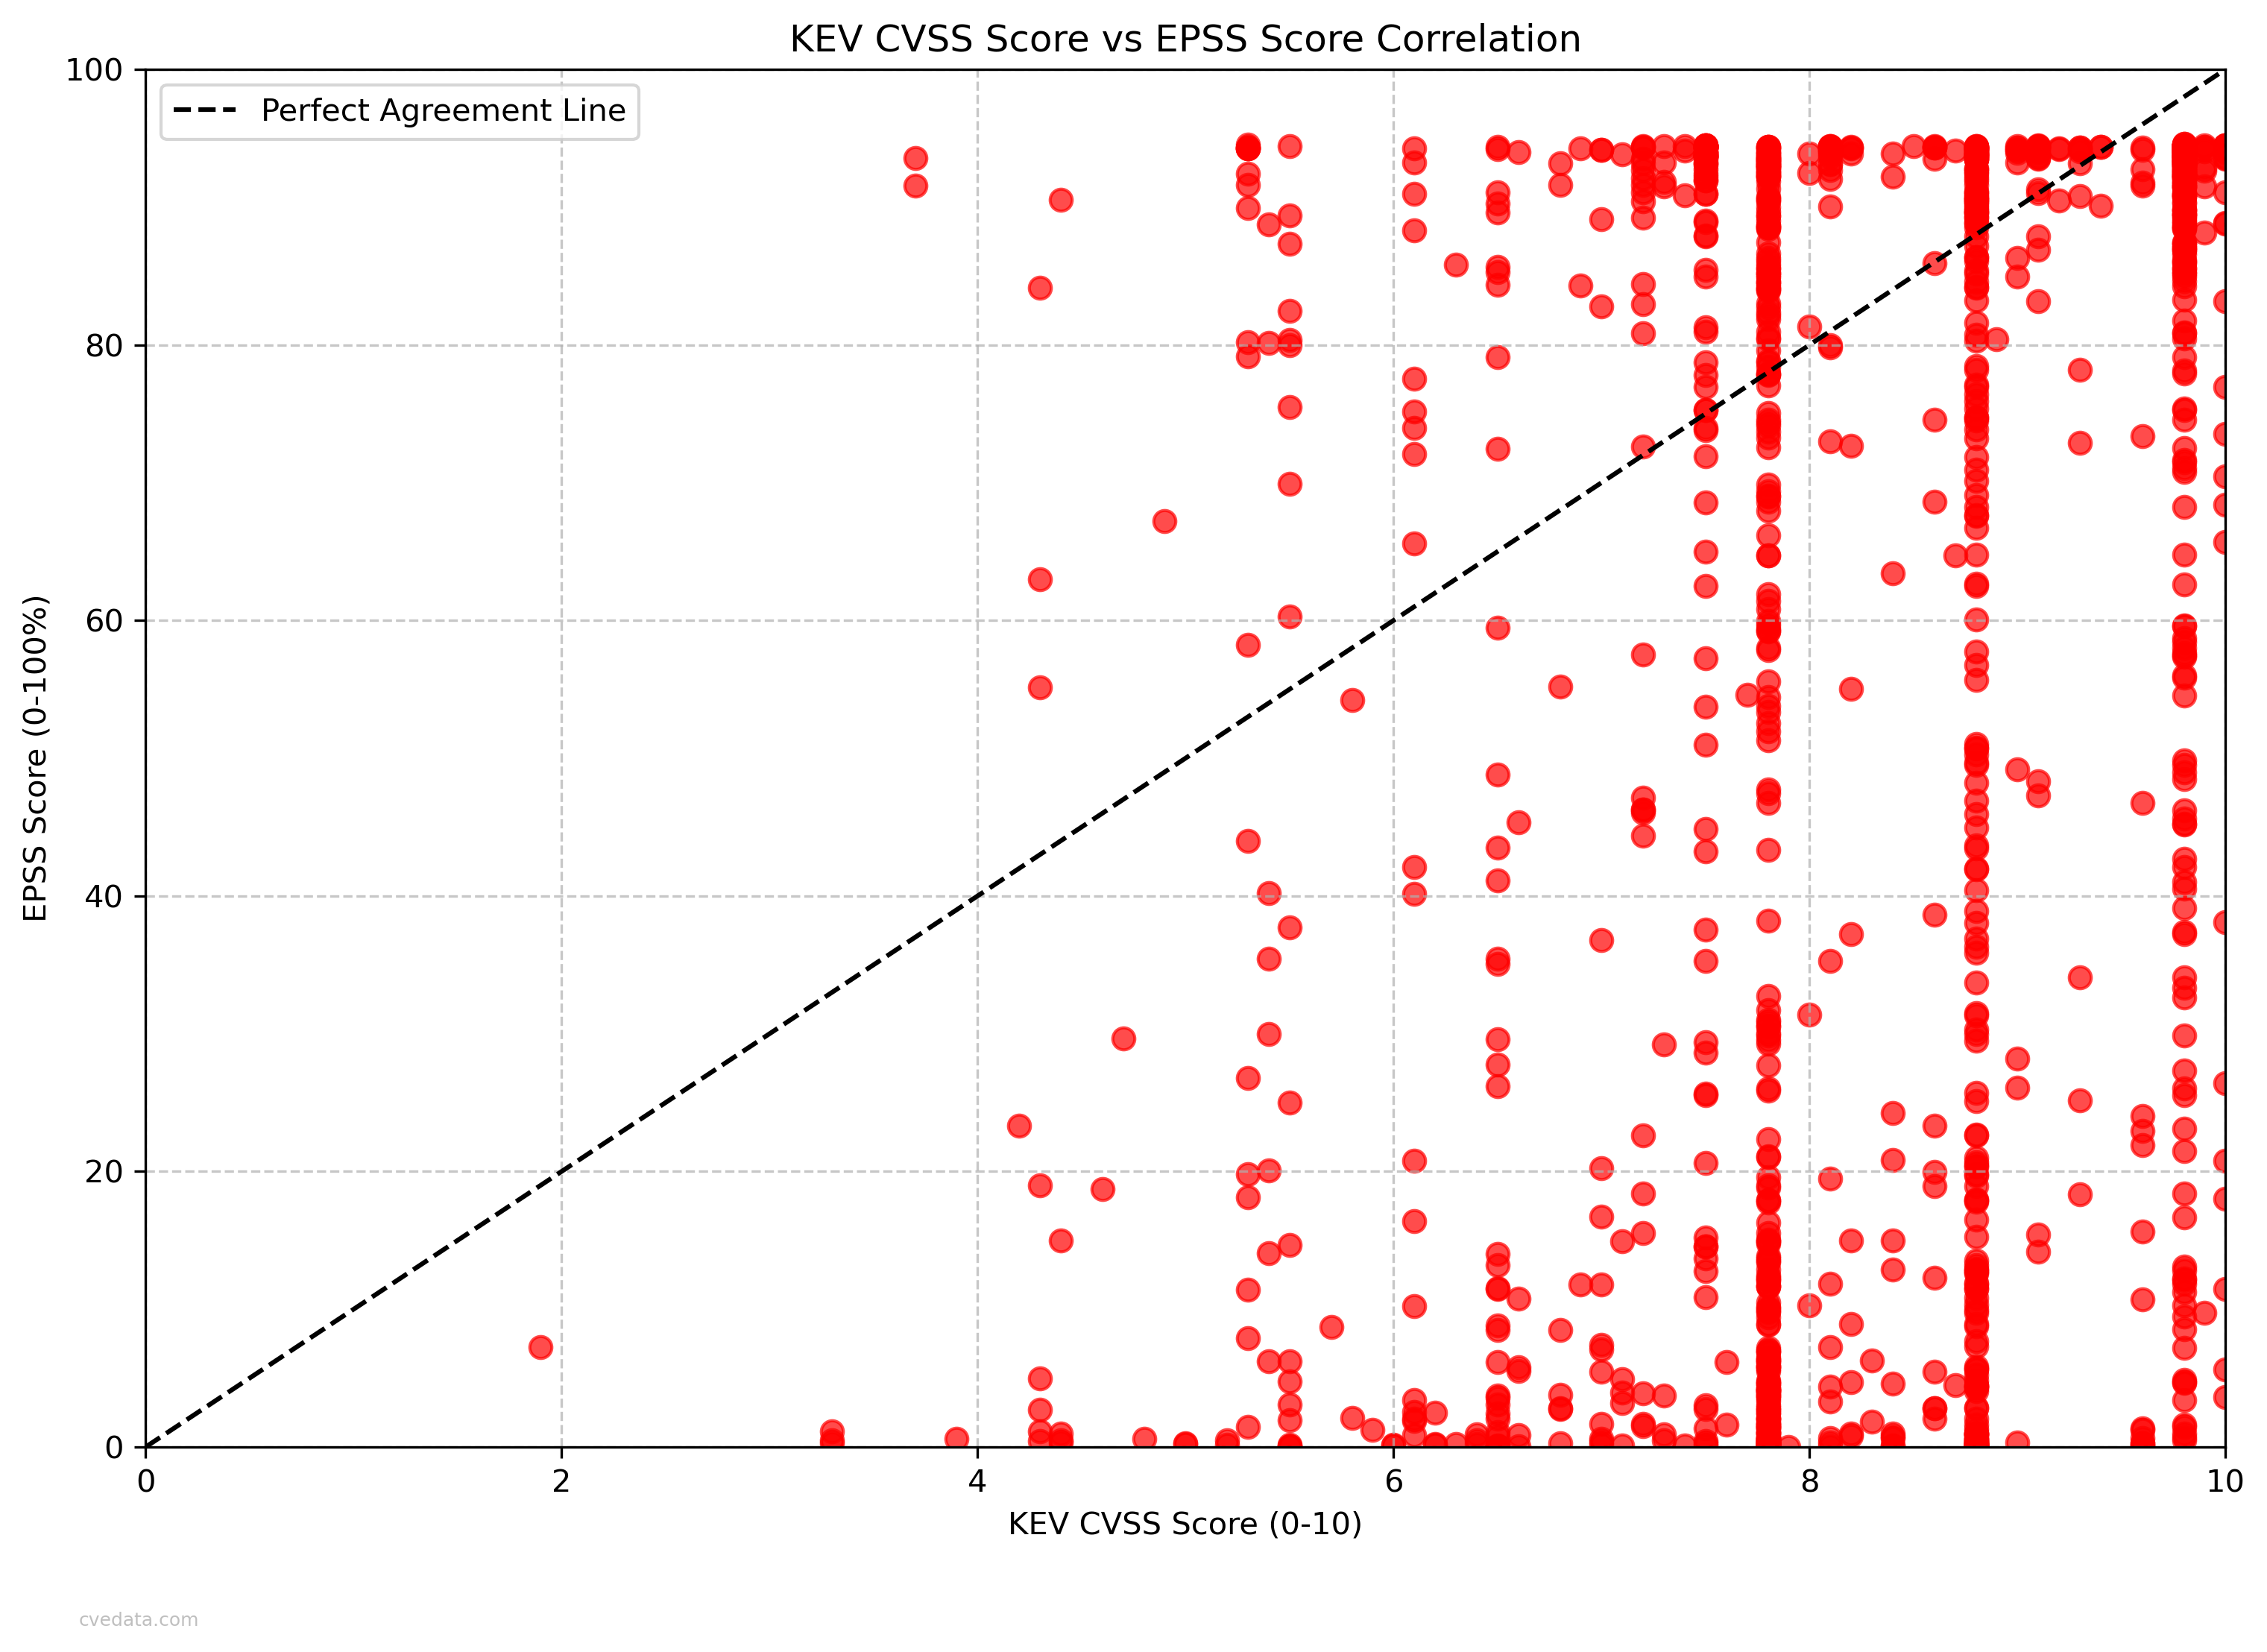 KEV CVSS Score vs EPSS Score Correlation
Perfect Agreement Line
EPSS Score (0-100%)
100
80
60
40
20
0
0 2 4 6 8 10
KEV CVSS Score (0-10)
cvedata.com